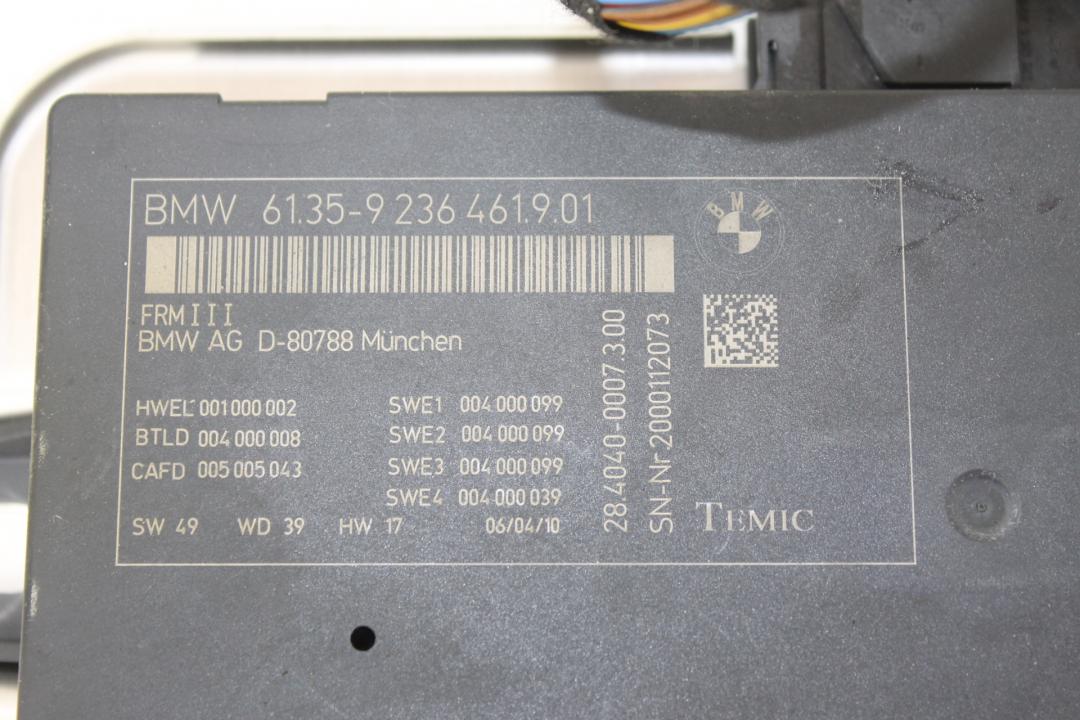 BMW 61.35-9 236 461.9.01
BMW
FRM III
BMW AG D-80788 München
HWEL 001 000 002
BTLD 004 000 008
CAFD 005 005 043
SWE1 004 000 099
SWE2 004 000 099
SWE3 004 000 099
SWE4 004 000 039
SW 49 WD 39 HW 17 06/04/10
28.4040-0007.3.00
SN-Nr 2000112073
TEMIC